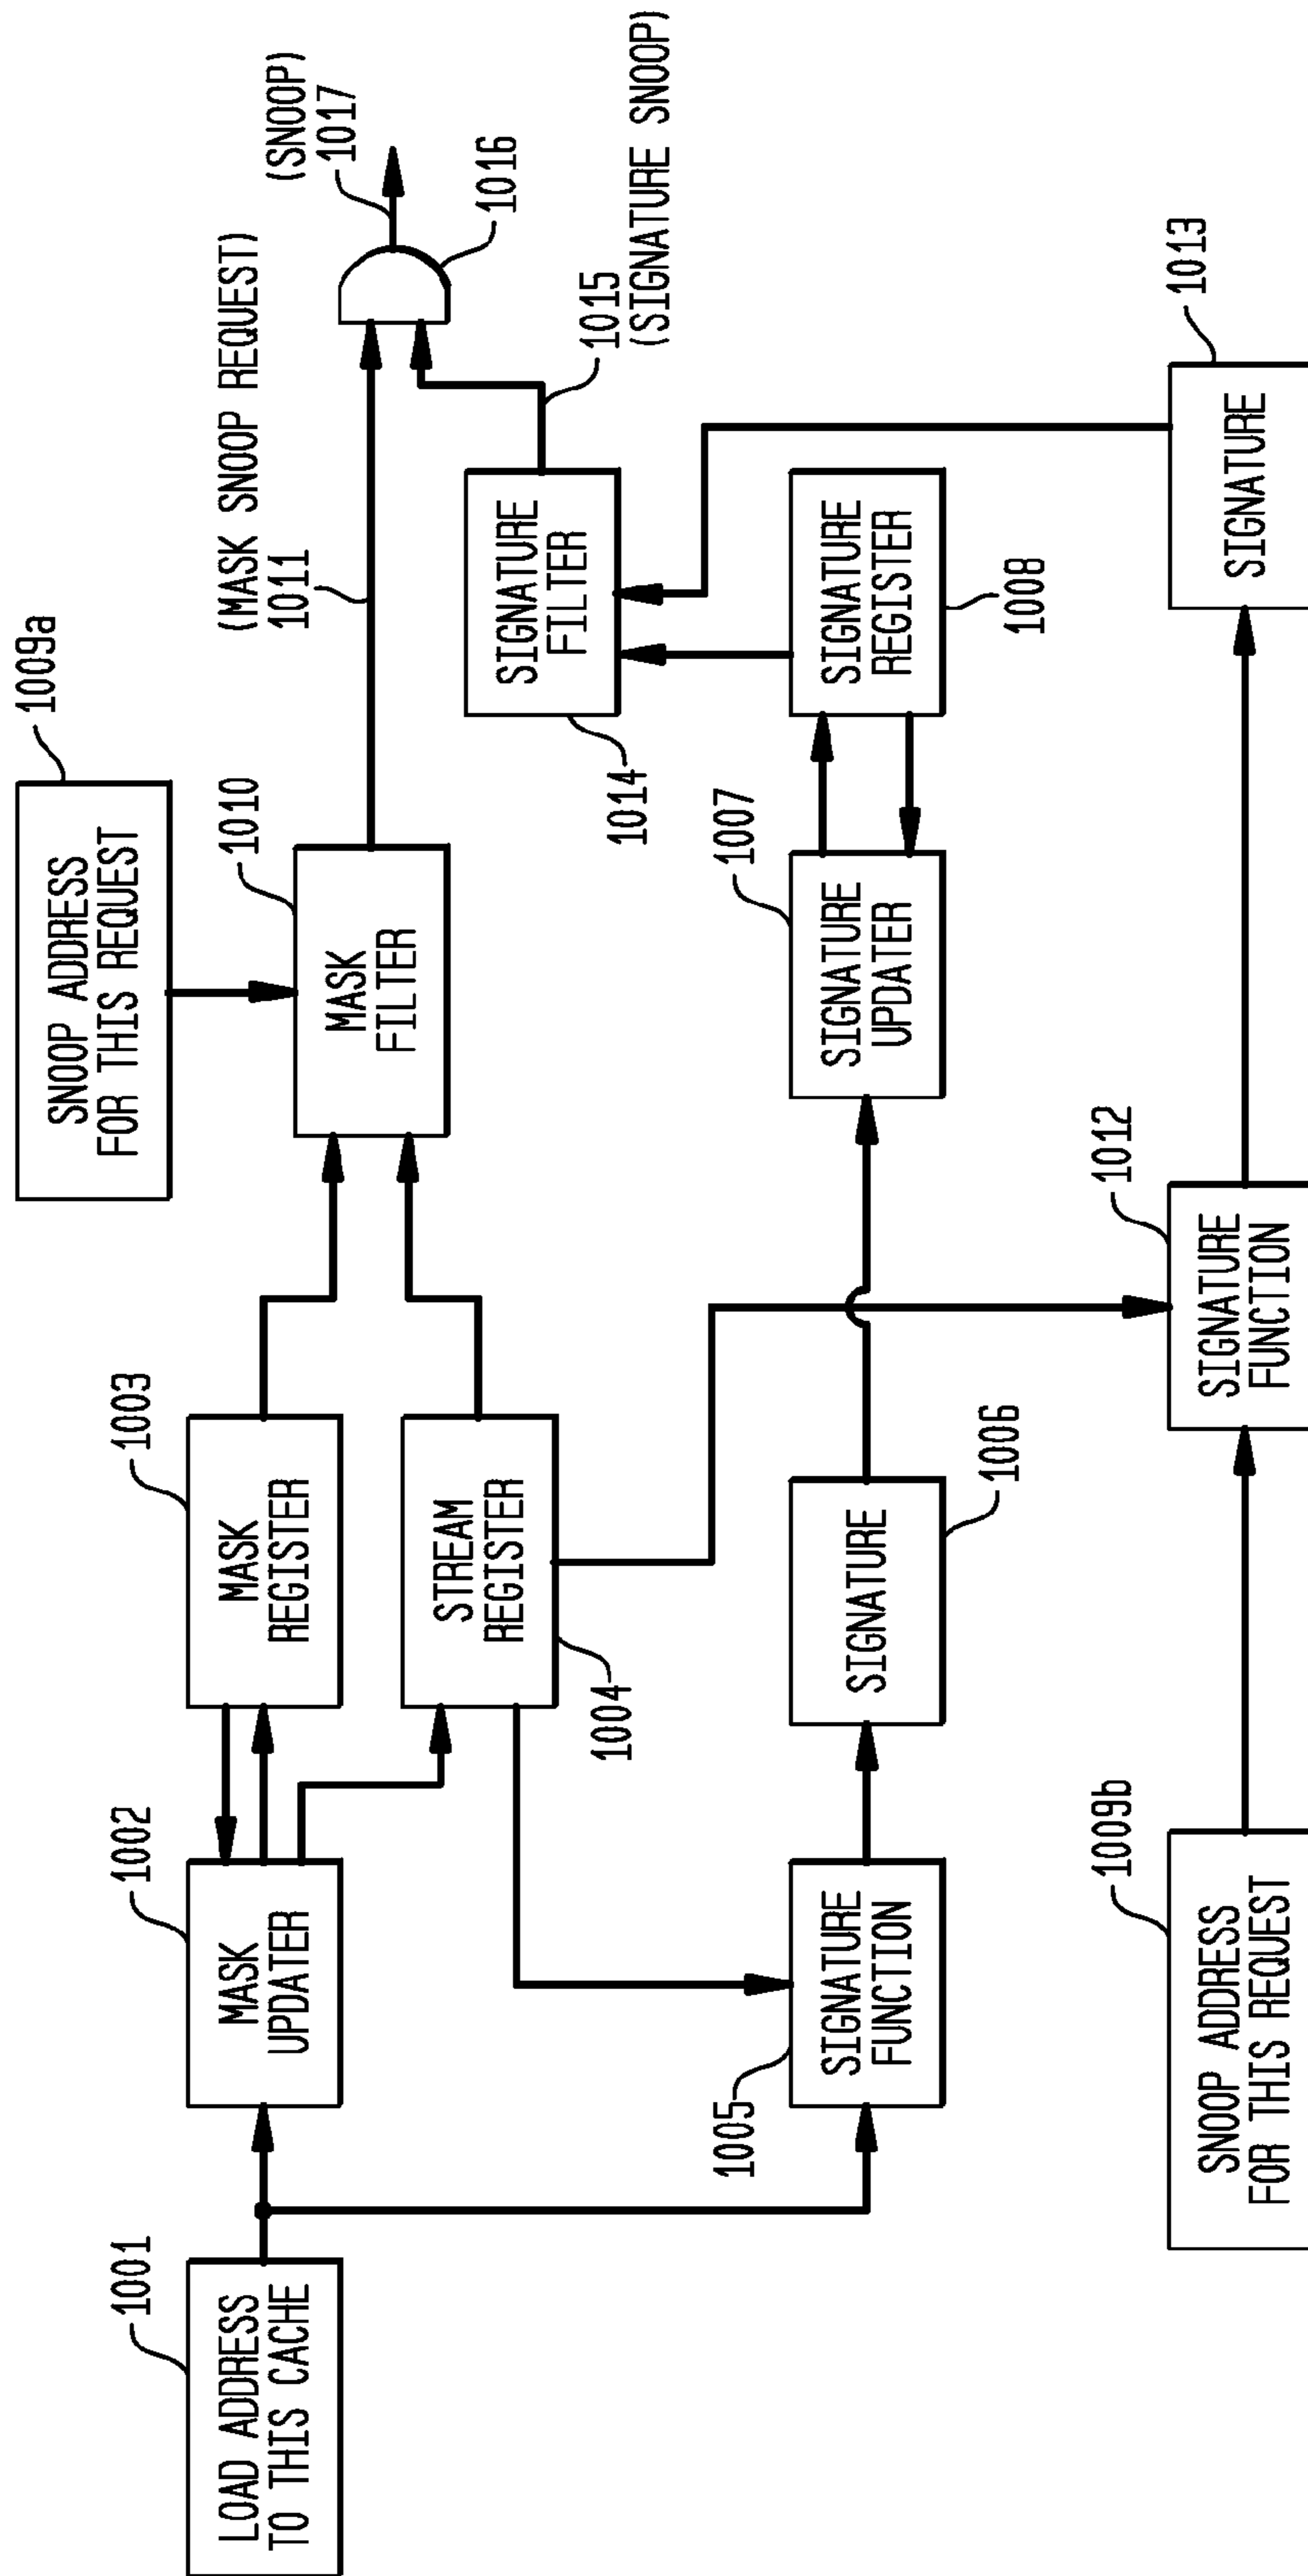 1001
LOAD ADDRESS
TO THIS CACHE
1002
MASK
UPDATER
1003
MASK
REGISTER
1009a
SNOOP ADDRESS
FOR THIS REQUEST
1010
MASK
FILTER
(MASK SNOOP REQUEST)
1011
(SNOOP)
1017
1016
STREAM
REGISTER
1004
SIGNATURE
FILTER
1014
1015
(SIGNATURE SNOOP)
1005
SIGNATURE
FUNCTION
SIGNATURE
1006
1007
SIGNATURE
UPDATER
SIGNATURE
REGISTER
1008
1009b
SNOOP ADDRESS
FOR THIS REQUEST
1012
SIGNATURE
FUNCTION
1013
SIGNATURE